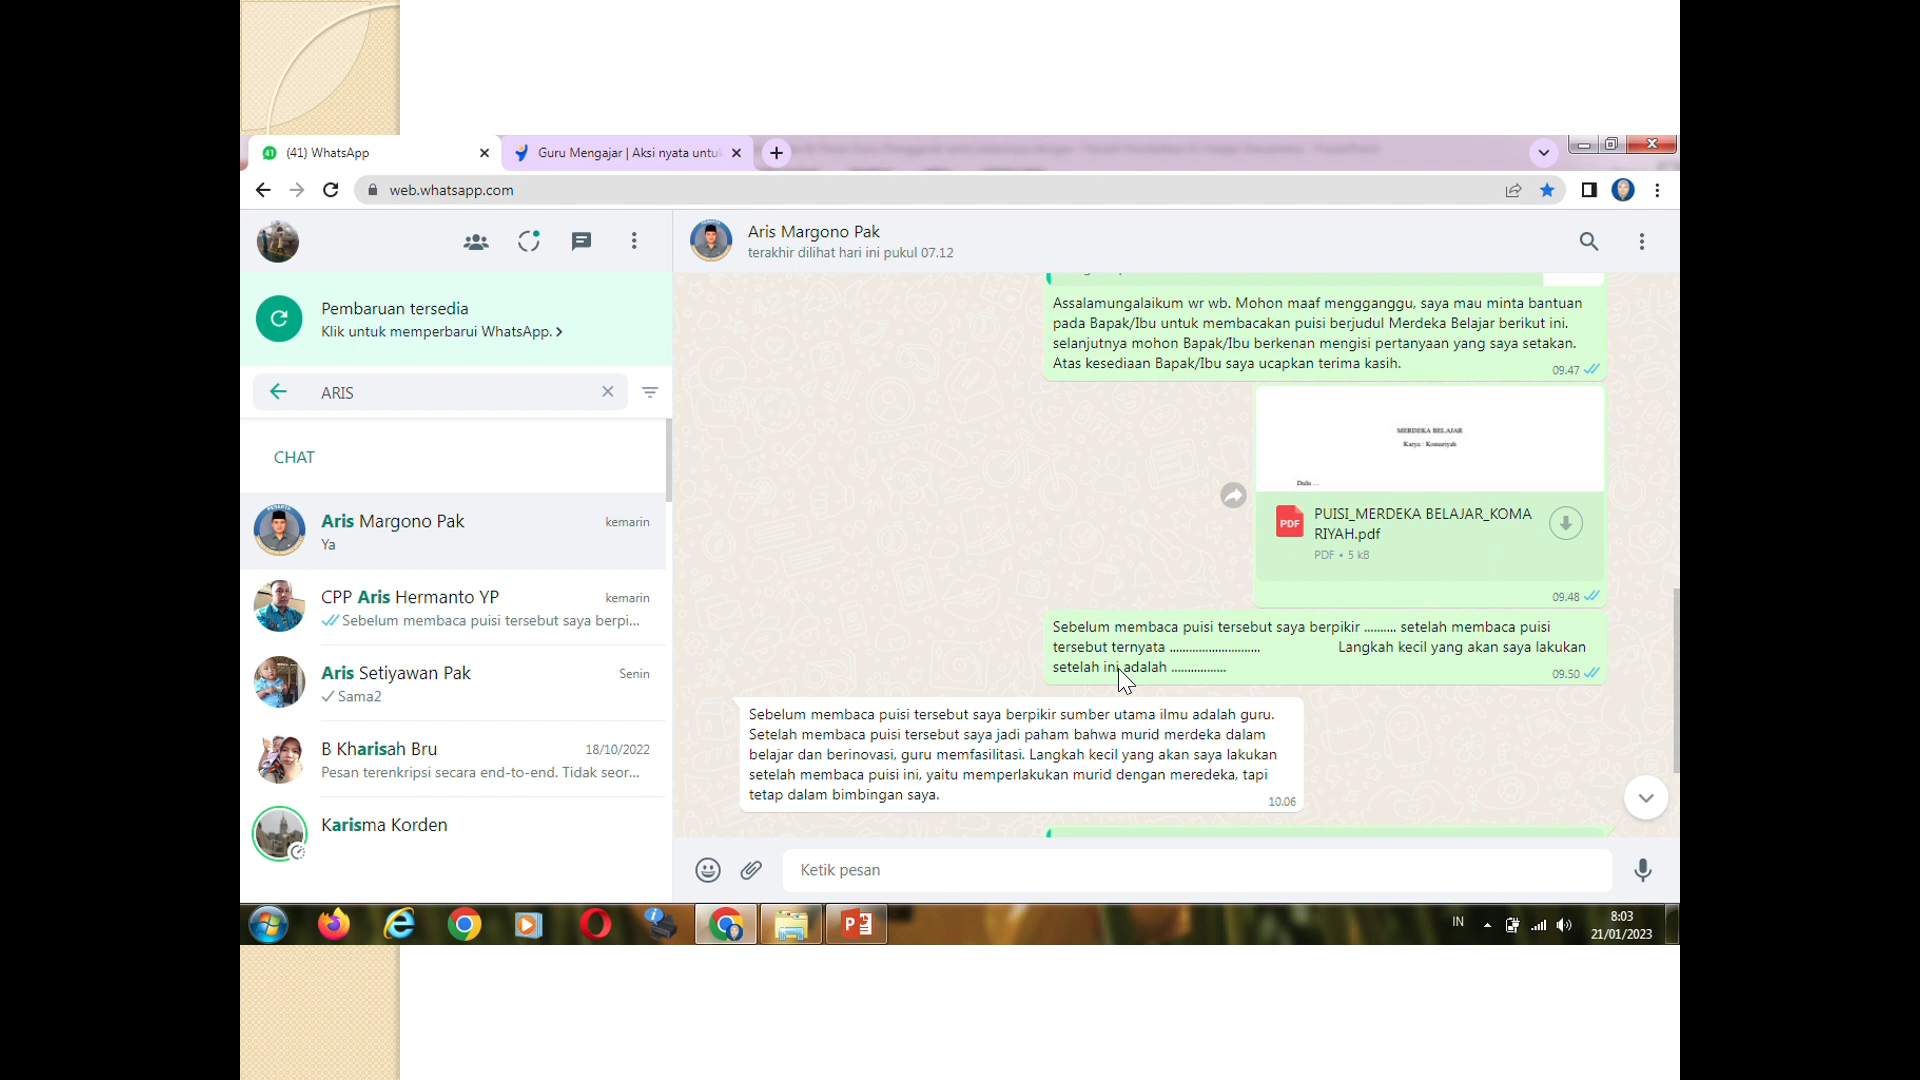 (41) WhatsApp
Guru Mengajar | Aksi nyata untuk
web.whatsapp.com
Pembaruan tersedia
Klik untuk memperbarui WhatsApp.
ARIS
CHAT
Aris Margono Pak
kemarin
Ya
CPP Aris Hermanto YP
kemarin
Sebelum membaca puisi tersebut saya berpi...
Aris Setiyawan Pak
Senin
Sama2
B Kharisah Bru
18/10/2022
Pesan terenkripsi secara end-to-end. Tidak seor...
Karisma Korden
Aris Margono Pak
terakhir dilihat hari ini pukul 07.12
Assalamungalaikum wr wb. Mohon maaf mengganggu, saya mau minta bantuan
pada Bapak/Ibu untuk membacakan puisi berjudul Merdeka Belajar berikut ini.
selanjutnya mohon Bapak/Ibu berkenan mengisi pertanyaan yang saya setakan.
Atas kesediaan Bapak/Ibu saya ucapkan terima kasih.
09.47
MERDEKA BELAJAR
Karya : Komariyah
Dulu ...
PDF
PUISI_MERDEKA BELAJAR_KOMA
RIYAH.pdf
PDF • 5 kB
09.48
Sebelum membaca puisi tersebut saya berpikir .......... setelah membaca puisi
tersebut ternyata ............................ Langkah kecil yang akan saya lakukan
setelah ini adalah .................
09.50
Sebelum membaca puisi tersebut saya berpikir sumber utama ilmu adalah guru.
Setelah membaca puisi tersebut saya jadi paham bahwa murid merdeka dalam
belajar dan berinovasi, guru memfasilitasi. Langkah kecil yang akan saya lakukan
setelah membaca puisi ini, yaitu memperlakukan murid dengan meredeka, tapi
tetap dalam bimbingan saya.
10.06
Ketik pesan
IN
8:03
21/01/2023